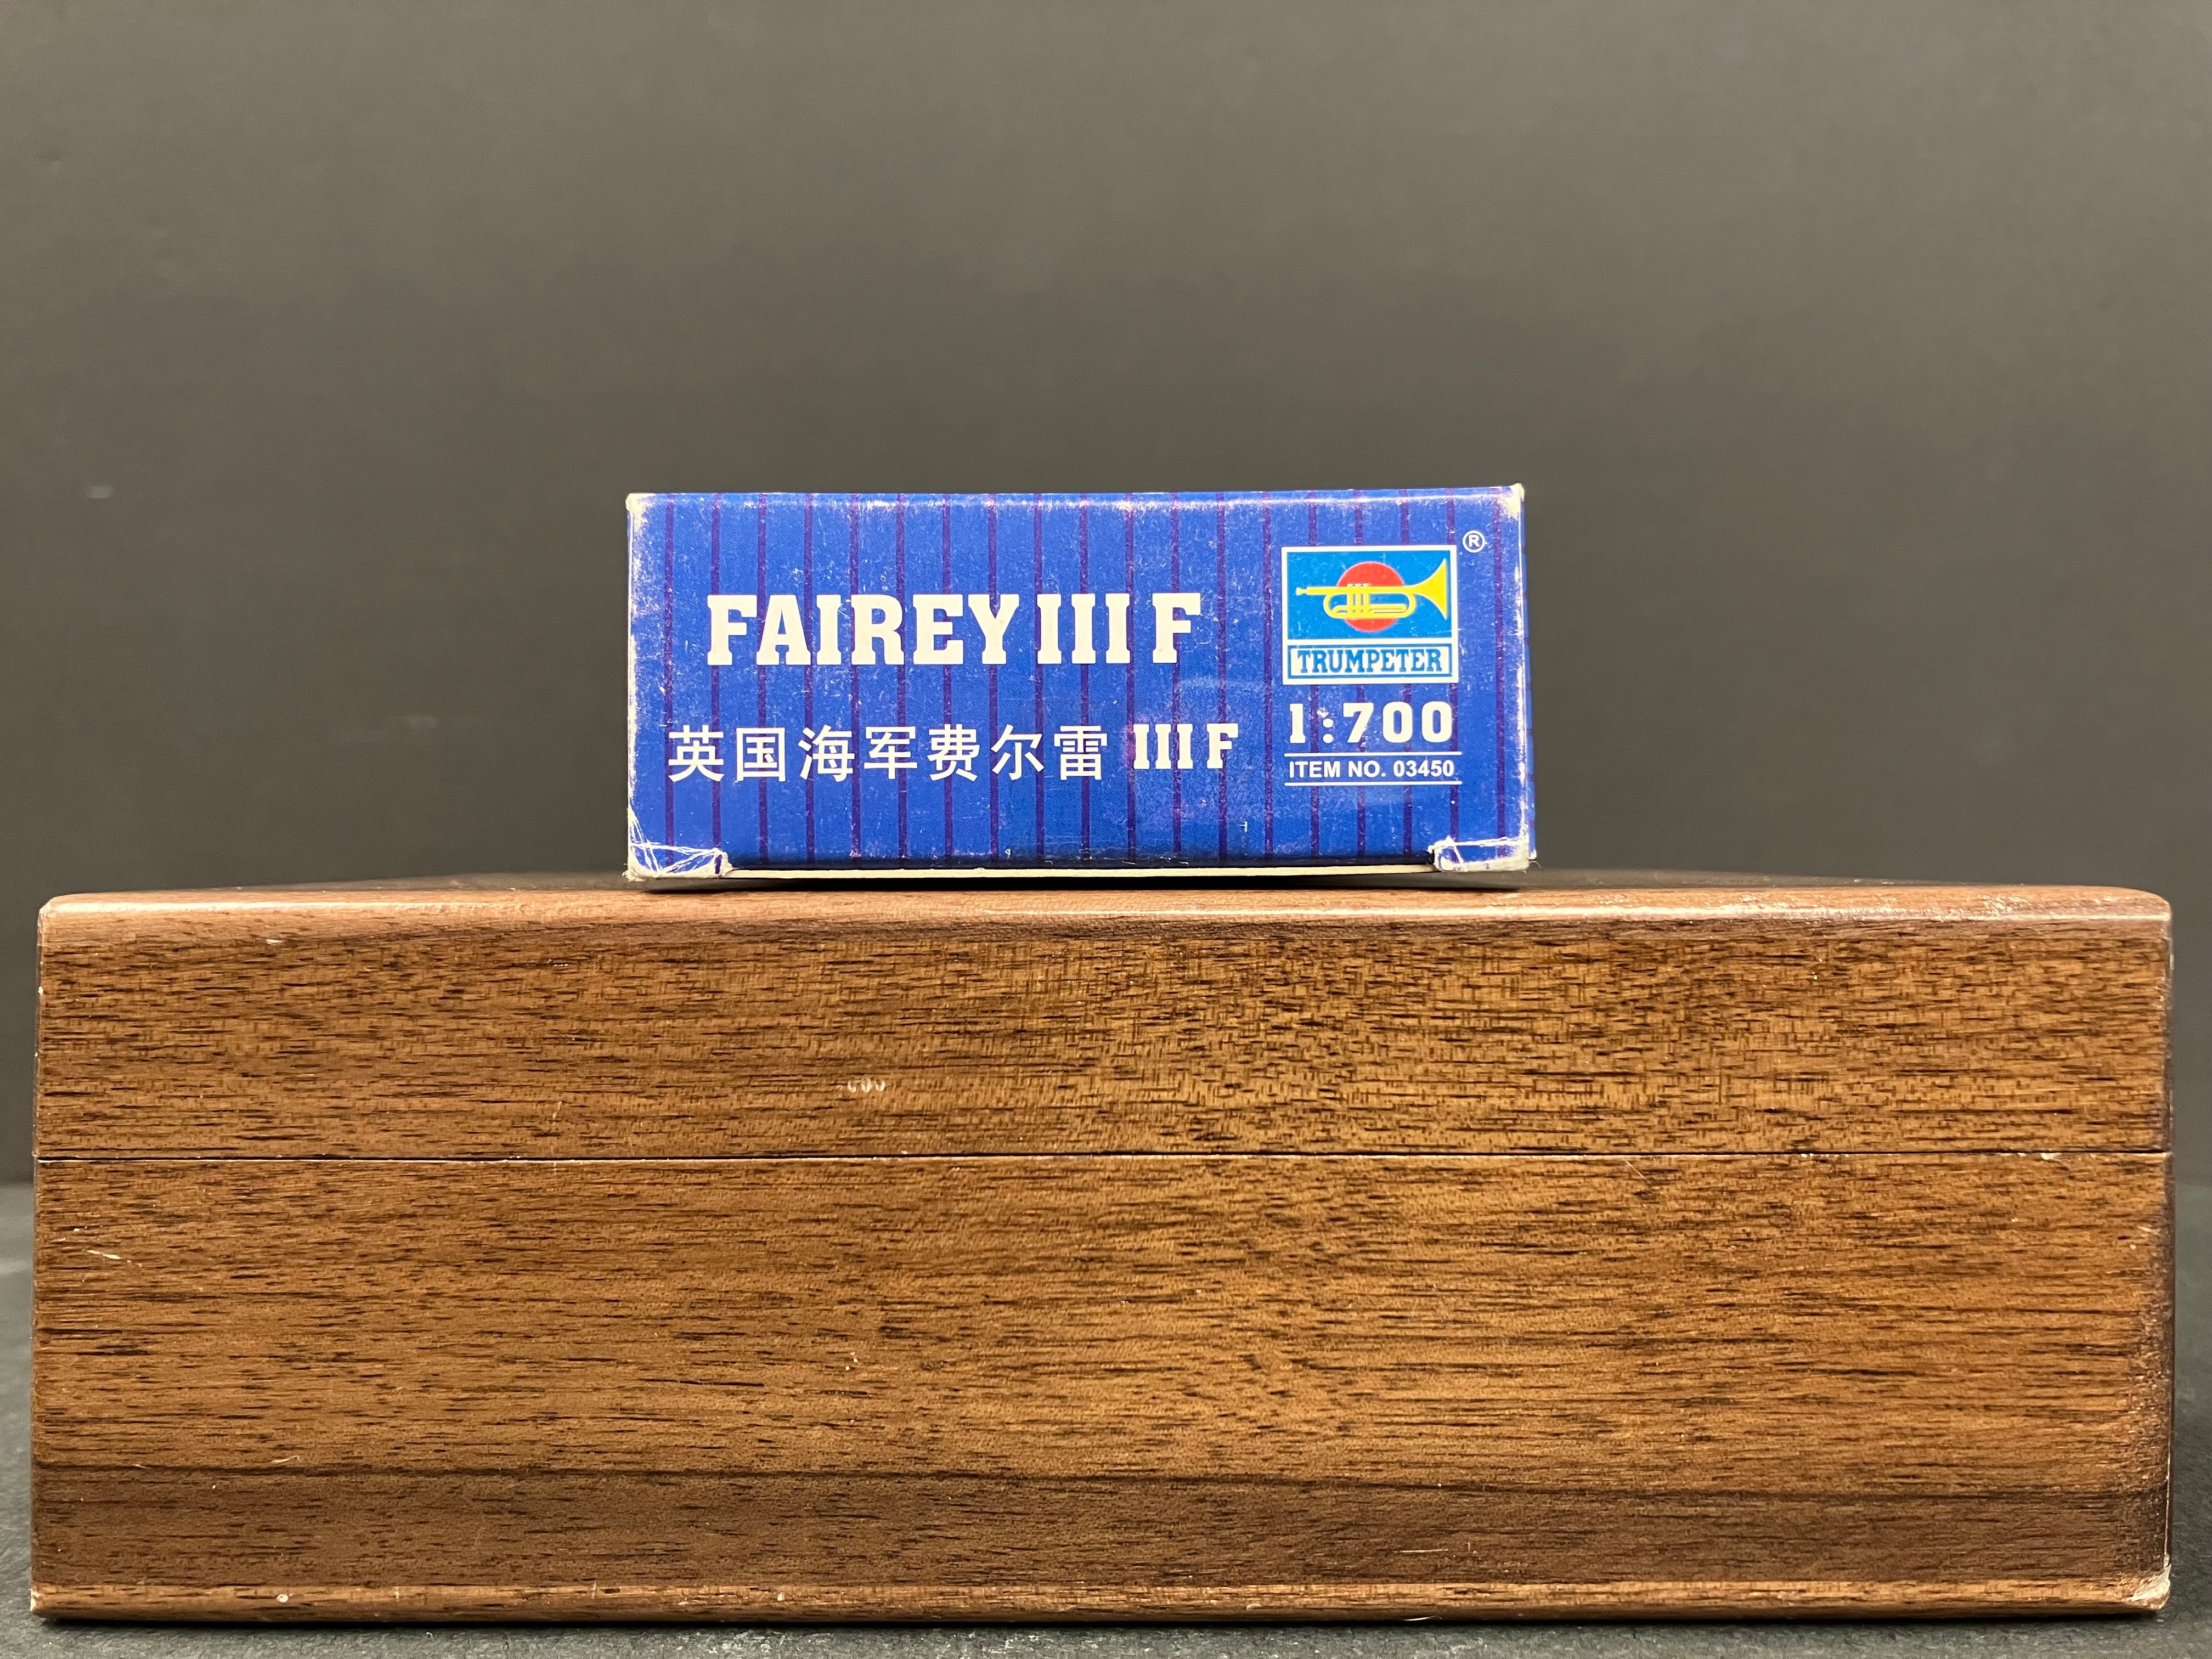 FAIREY III F
英国海军费尔雷 III F
®
TRUMPETER
1:700
ITEM NO. 03450